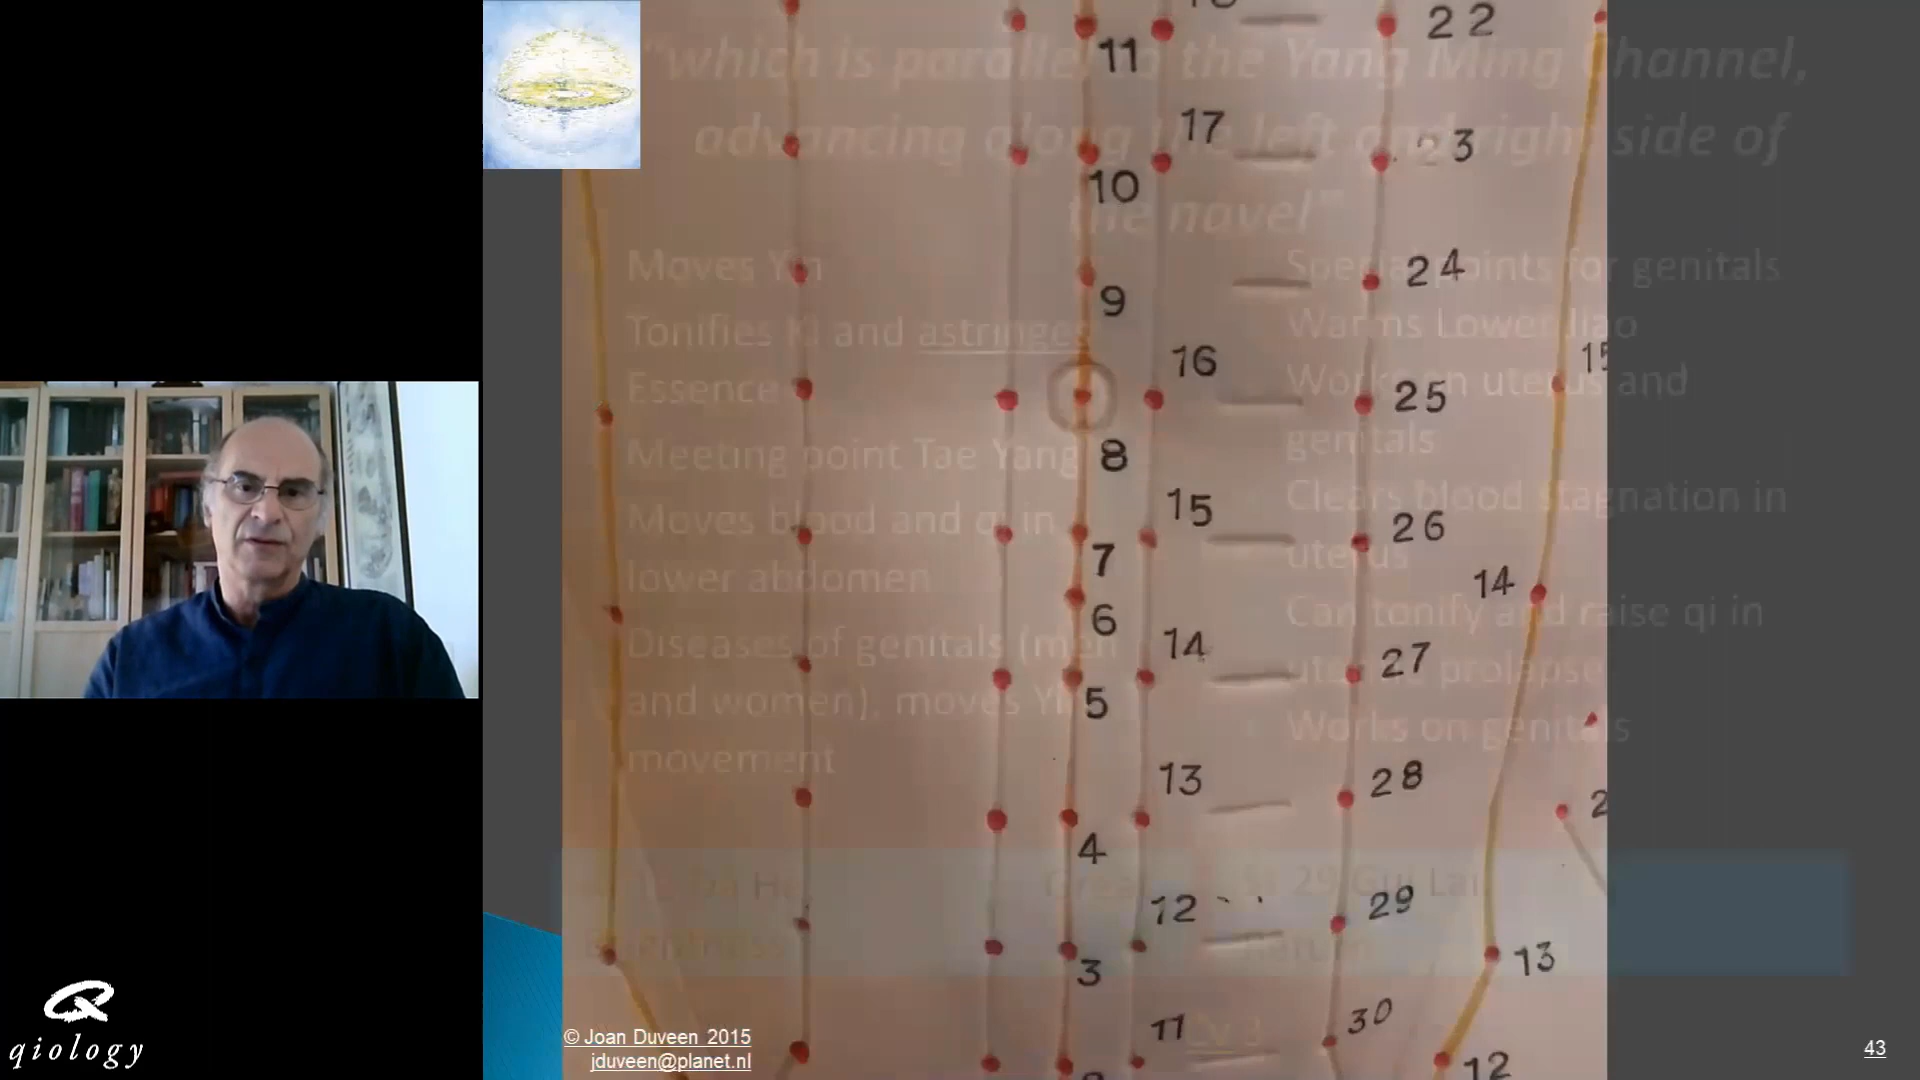 "which is parallel to the Yang Ming Channel,
advancing along the left and right side of
the navel"
Moves Yin
Tonifies Ki and astringes
Essence
Meeting point Tae Yang
Moves blood and qi in
lower abdomen
Diseases of genitals (men
and women), moves Yin
movement
Special points for genitals
Warms Lower Jiao
Works on uterus and
genitals
Clears blood stagnation in
uterus
Can tonify and raise qi in
uterine prolapse
Works on genitals
St 29 Gui Lai
11
10
9
8
7
6
5
4
3
17
16
15
14
13
12
11
22
23
24
25
26
27
28
29
30
14
13
12
qiology
© Joan Duveen 2015
jduveen@planet.nl
43